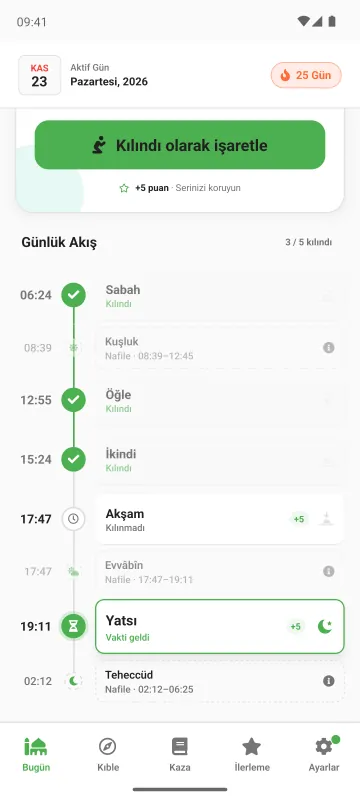 09:41
KAS
23
Aktif Gün
Pazartesi, 2026
25 Gün
Kılındı olarak işaretle
+5 puan · Serinizi koruyun
Günlük Akış
3 / 5 kılındı
06:24
Sabah
Kılındı
08:39
Kuşluk
Nafile · 08:39–12:45
12:55
Öğle
Kılındı
15:24
İkindi
Kılındı
17:47
Akşam
Kılınmadı
+5
17:47
Evvâbîn
Nafile · 17:47–19:11
19:11
Yatsı
Vakti geldi
+5
02:12
Teheccüd
Nafile · 02:12–06:25
Bugün
Kıble
Kaza
İlerleme
Ayarlar